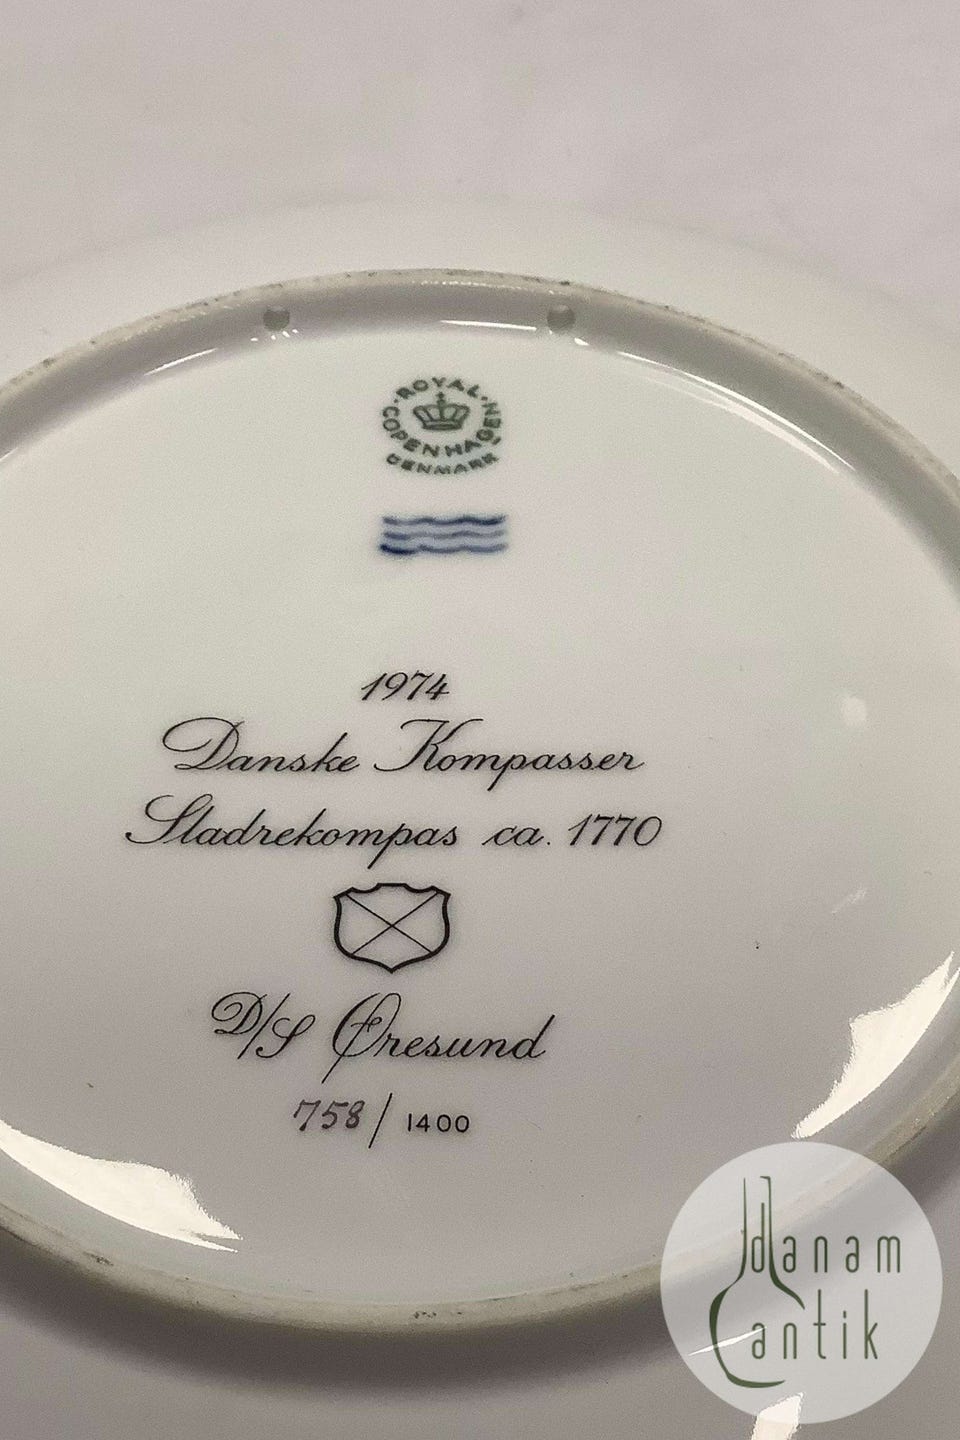 ROYAL
COPENHAGEN
DENMARK
1974
Danske Kompasser
Sladrekompas ca. 1770
D/S Øresund
758/1400
danam
antik